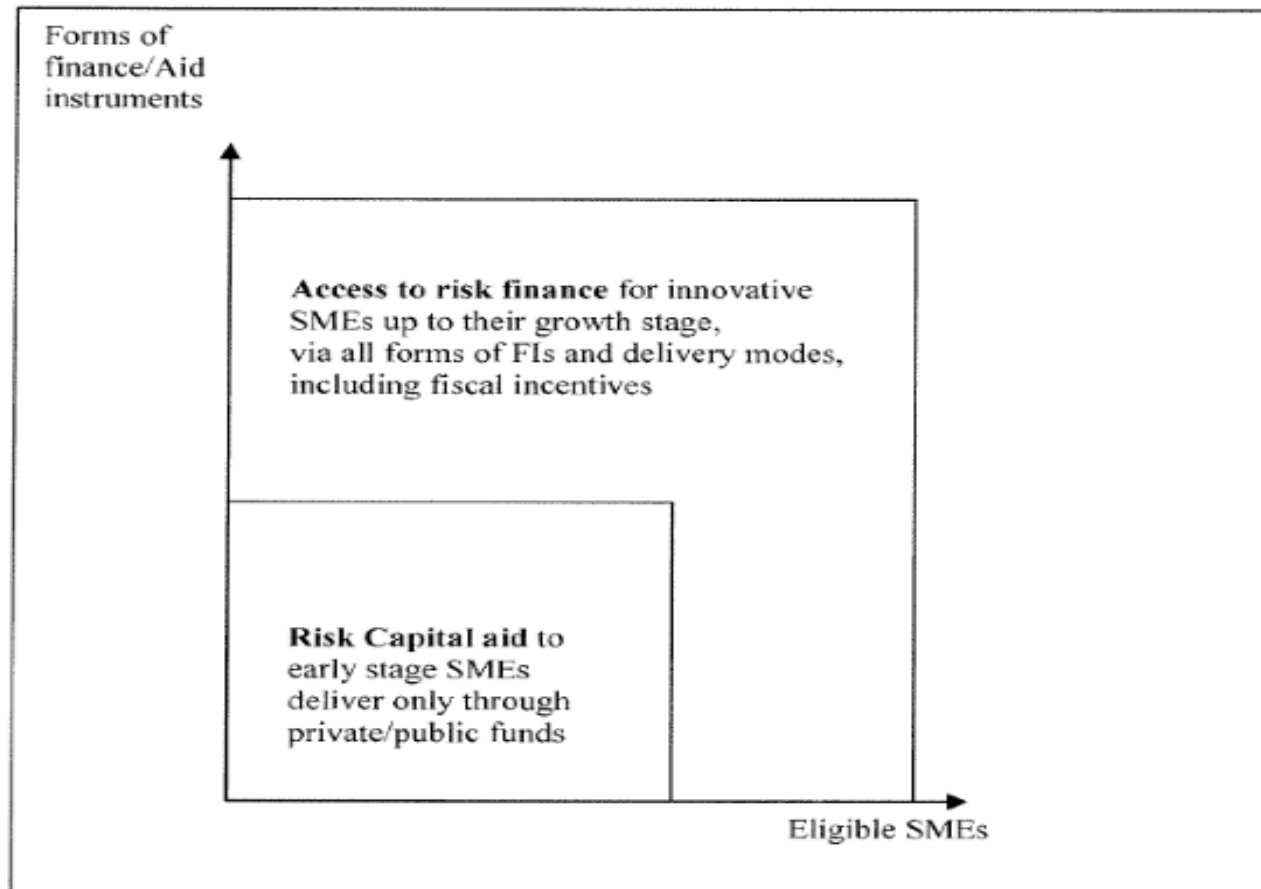 Forms of
finance/Aid
instruments
Access to risk finance for innovative
SMEs up to their growth stage,
via all forms of FIs and delivery modes,
including fiscal incentives
Risk Capital aid to
early stage SMEs
deliver only through
private/public funds
Eligible SMEs